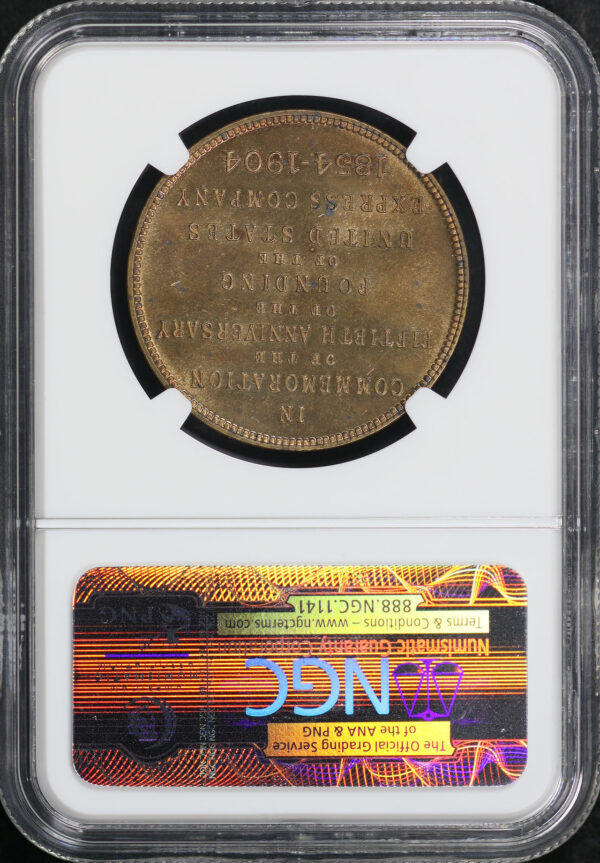 IN
COMMEMORATION
OF THE
FIFTIETH ANNIVERSARY
OF THE
FOUNDING
OF THE
UNITED STATES
EXPRESS COMPANY
1854-1904
The Official Grading Service
of the ANA & PNG
NGC
Numismatic Guaranty Corporation
Terms & Conditions – www.ngcterms.com
888.NGC.1141
PNG